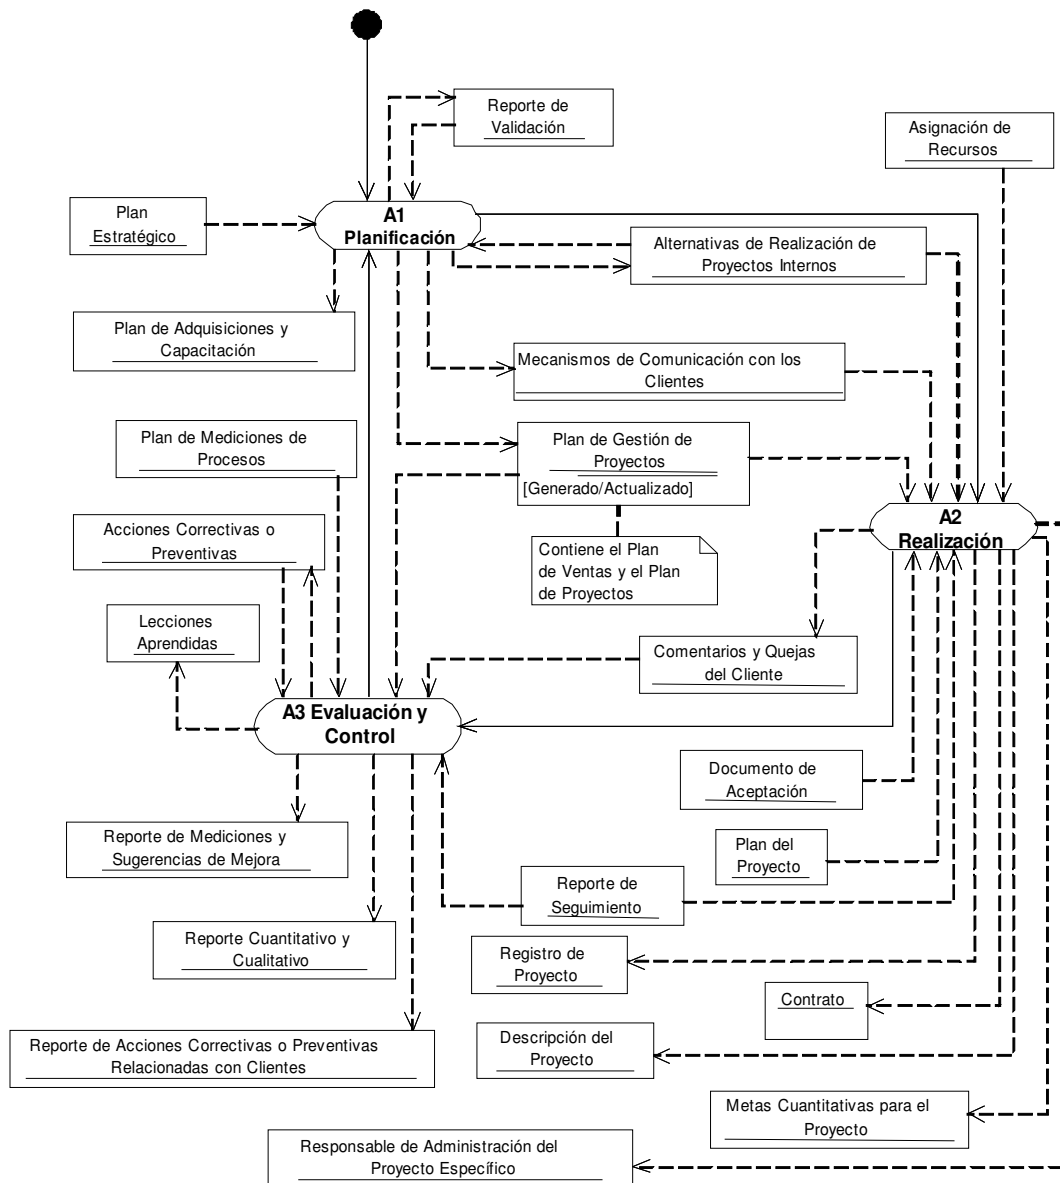 Reporte de
Validación
Asignación de
Recursos
Plan
Estratégico
A1
Planificación
Alternativas de Realización de
Proyectos Internos
Plan de Adquisiciones y
Capacitación
Mecanismos de Comunicación con los
Clientes
Plan de Mediciones de
Procesos
Plan de Gestión de
Proyectos
[Generado/Actualizado]
A2
Realización
Acciones Correctivas o
Preventivas
Contiene el Plan
de Ventas y el Plan
de Proyectos
Lecciones
Aprendidas
Comentarios y Quejas
del Cliente
A3 Evaluación y
Control
Documento de
Aceptación
Reporte de Mediciones y
Sugerencias de Mejora
Plan del
Proyecto
Reporte de
Seguimiento
Reporte Cuantitativo y
Cualitativo
Registro de
Proyecto
Contrato
Reporte de Acciones Correctivas o Preventivas
Relacionadas con Clientes
Descripción del
Proyecto
Metas Cuantitativas para el
Proyecto
Responsable de Administración del
Proyecto Específico